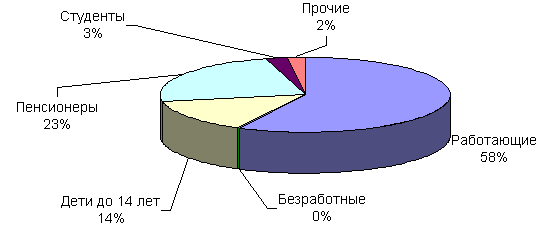 Прочие
2%
Студенты
3%
Пенсионеры
23%
Работающие
58%
Дети до 14 лет
14%
Безработные
0%